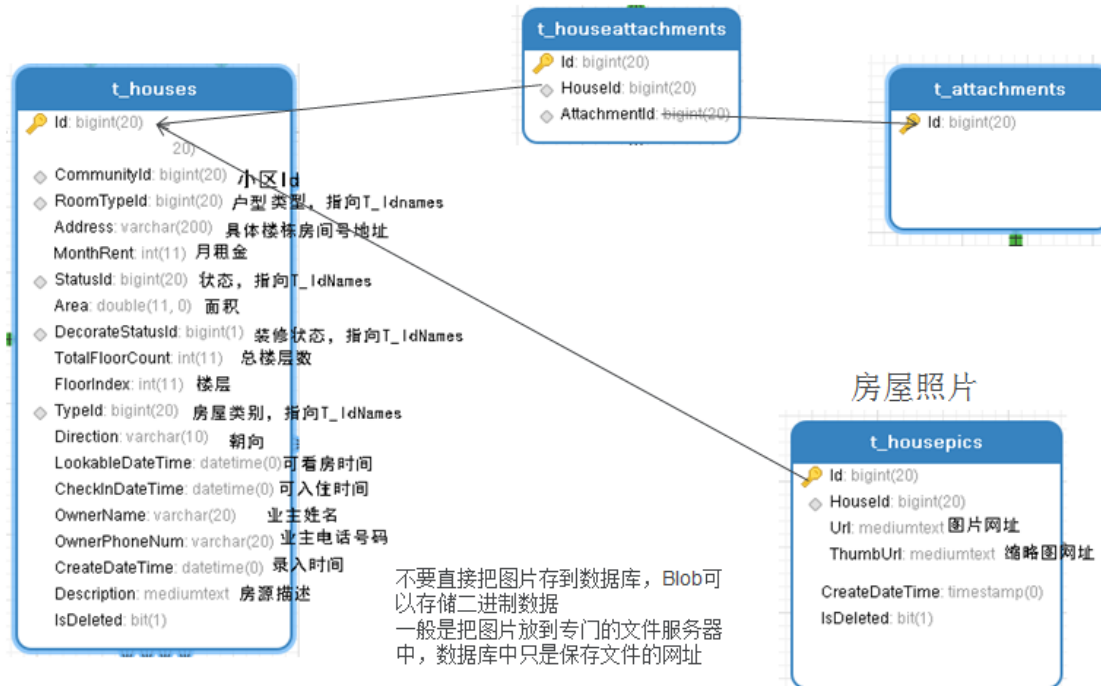 t_houseattachments
Id: bigint(20)
HouseId: bigint(20)
AttachmentId: bigint(20)
t_attachments
Id: bigint(20)
t_houses
Id: bigint(20)
20)
CommunityId: bigint(20) 小区Id
RoomTypeId: bigint(20) 户型类型，指向T_Idnames
Address: varchar(200) 具体楼栋房间号地址
MonthRent: int(11) 月租金
StatusId: bigint(20) 状态，指向T_IdNames
Area: double(11, 0) 面积
DecorateStatusId: bigint(1) 装修状态，指向T_IdNames
TotalFloorCount: int(11) 总楼层数
FloorIndex: int(11) 楼层
TypeId: bigint(20) 房屋类别，指向T_IdNames
Direction: varchar(10) 朝向
LookableDateTime: datetime(0)可看房时间
CheckInDateTime: datetime(0) 可入住时间
OwnerName: varchar(20) 业主姓名
OwnerPhoneNum: varchar(20) 业主电话号码
CreateDateTime: datetime(0) 录入时间
Description: mediumtext 房源描述
IsDeleted: bit(1)
不要直接把图片存到数据库，Blob可
以存储二进制数据
一般是把图片放到专门的文件服务器
中，数据库中只是保存文件的网址
房屋照片
t_housepics
Id: bigint(20)
HouseId: bigint(20)
Url: mediumtext 图片网址
ThumbUrl: mediumtext 缩略图网址
CreateDateTime: timestamp(0)
IsDeleted: bit(1)